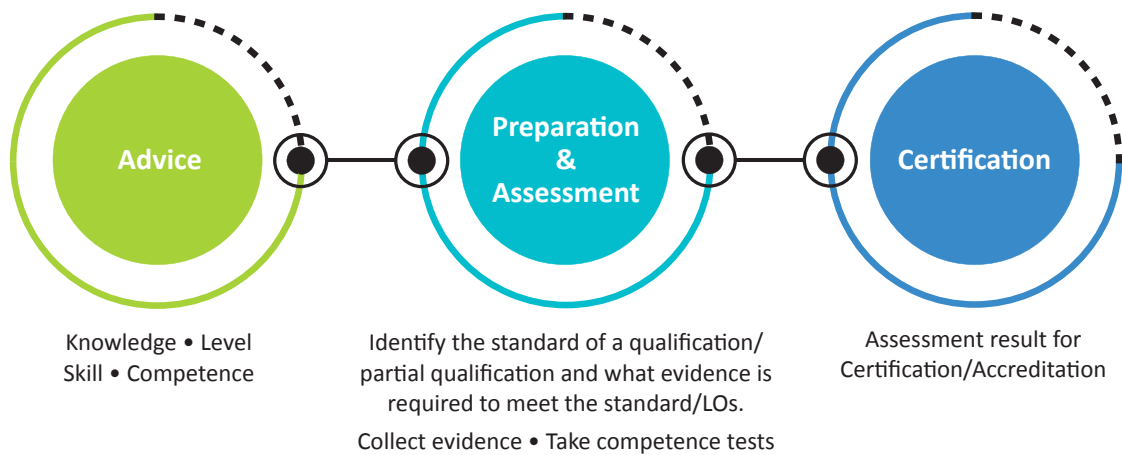 Advice
Preparation
&
Assessment
Certification
Knowledge • Level
Skill • Competence
Identify the standard of a qualification/
partial qualification and what evidence is
required to meet the standard/LOs.
Collect evidence • Take competence tests
Assessment result for
Certification/Accreditation